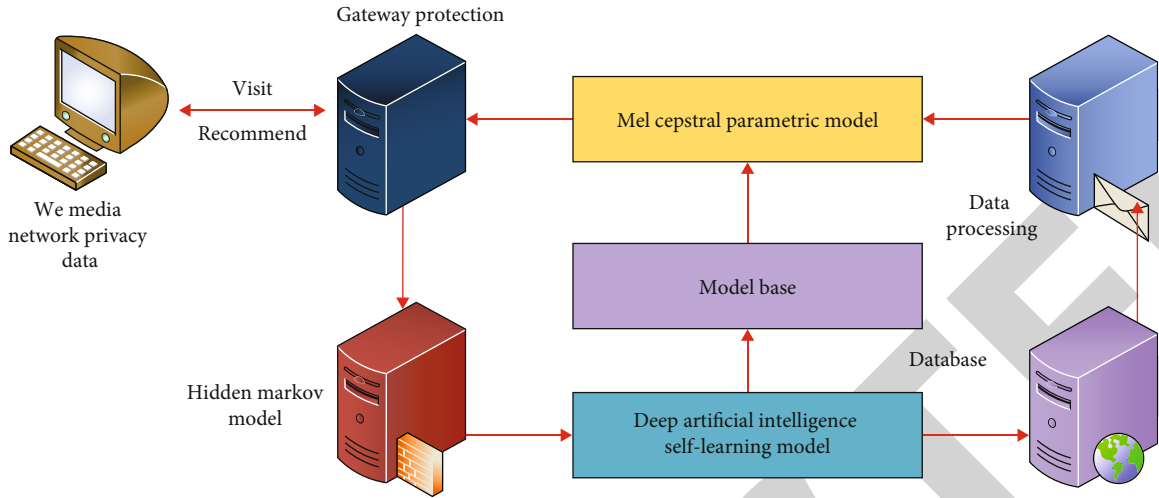 Gateway protection
Visit
Recommend
We media
network privacy
data
Mel cepstral parametric model
Data
processing
Model base
Database
Hidden markov
model
Deep artificial intelligence
self-learning model